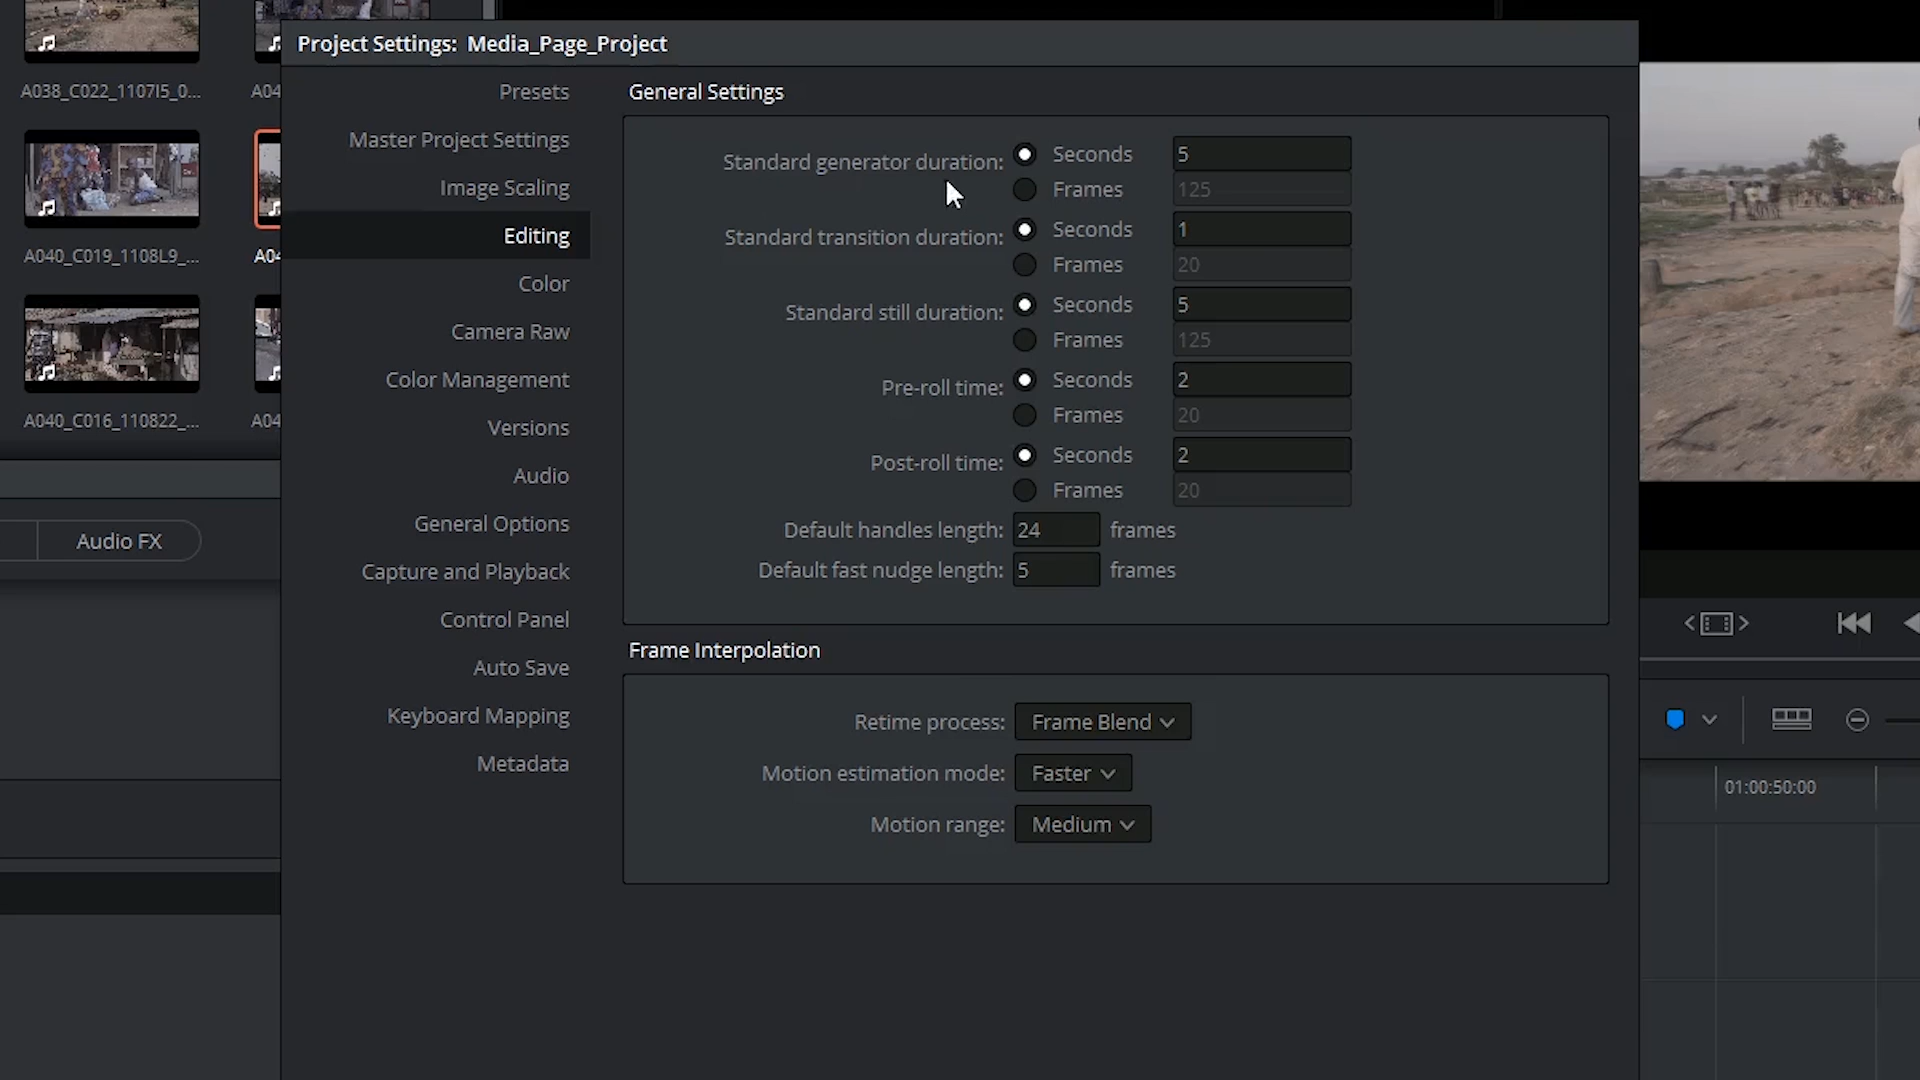 Project Settings: Media_Page_Project
A038_C022_1107I5_0...
A04
A040_C019_1108L9_...
A04
A040_C016_110822_...
A04
Audio FX
Presets
Master Project Settings
Image Scaling
Editing
Color
Camera Raw
Color Management
Versions
Audio
General Options
Capture and Playback
Control Panel
Auto Save
Keyboard Mapping
Metadata
General Settings
Standard generator duration: Seconds 5
Frames 125
Standard transition duration: Seconds 1
Frames 20
Standard still duration: Seconds 5
Frames 125
Pre-roll time: Seconds 2
Frames 20
Post-roll time: Seconds 2
Frames 20
Default handles length: 24 frames
Default fast nudge length: 5 frames
Frame Interpolation
Retime process: Frame Blend
Motion estimation mode: Faster
Motion range: Medium
01:00:50:00